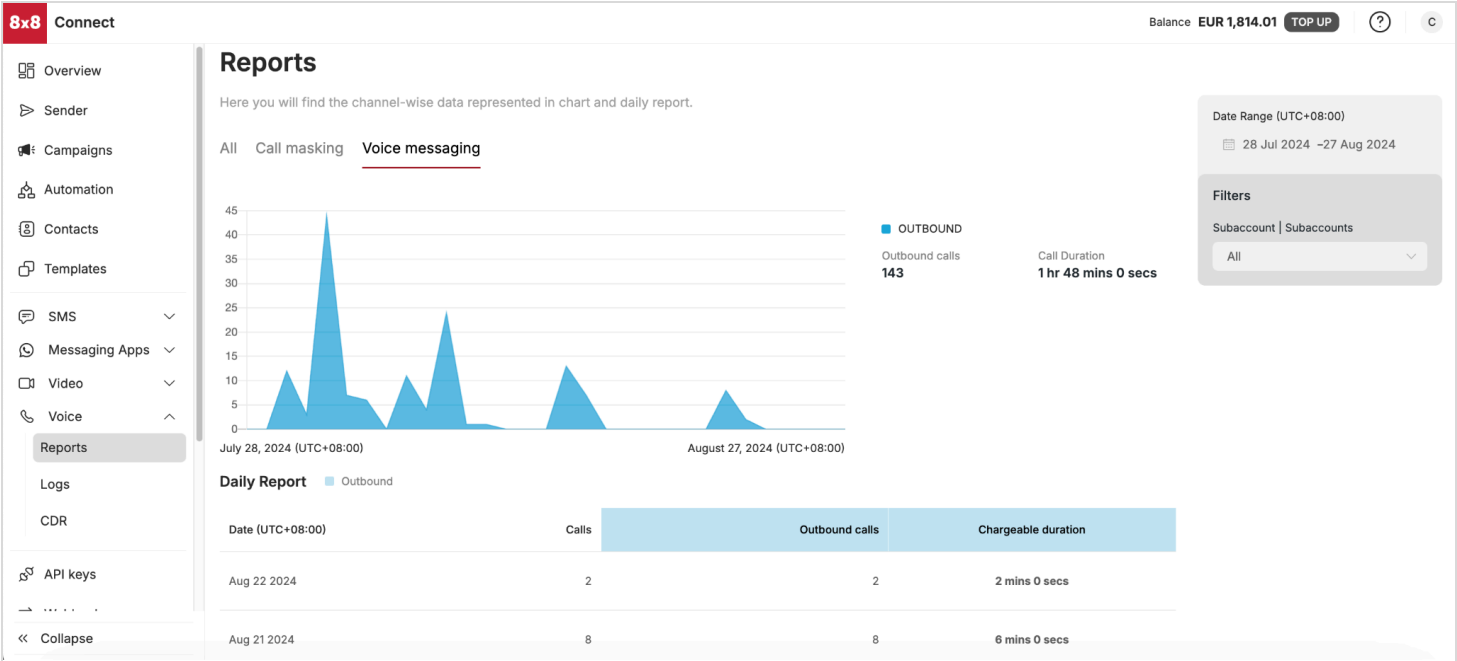 8x8 Connect
Balance EUR 1,814.01 TOP UP
C
Overview
Sender
Campaigns
Automation
Contacts
Templates
SMS
Messaging Apps
Video
Voice
Reports
Logs
CDR
API keys
Collapse
Reports
Here you will find the channel-wise data represented in chart and daily report.
All Call masking Voice messaging
45
40
35
30
25
20
15
10
5
0
July 28, 2024 (UTC+08:00) August 27, 2024 (UTC+08:00)
OUTBOUND
Outbound calls Call Duration
143 1 hr 48 mins 0 secs
Date Range (UTC+08:00)
28 Jul 2024 –27 Aug 2024
Filters
Subaccount | Subaccounts
All
Daily Report Outbound
Date (UTC+08:00) Calls Outbound calls Chargeable duration
Aug 22 2024 2 2 2 mins 0 secs
Aug 21 2024 8 8 6 mins 0 secs